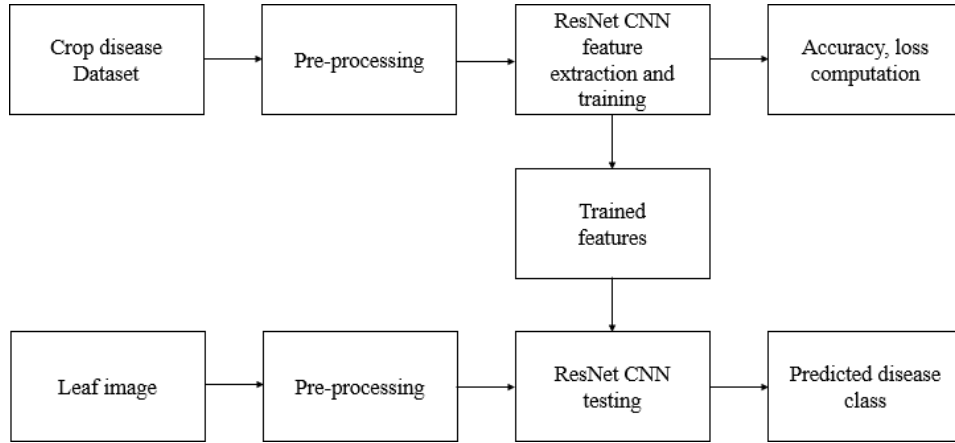 Crop disease
Dataset
Pre-processing
ResNet CNN
feature
extraction and
training
Accuracy, loss
computation
Trained
features
Leaf image
Pre-processing
ResNet CNN
testing
Predicted disease
class